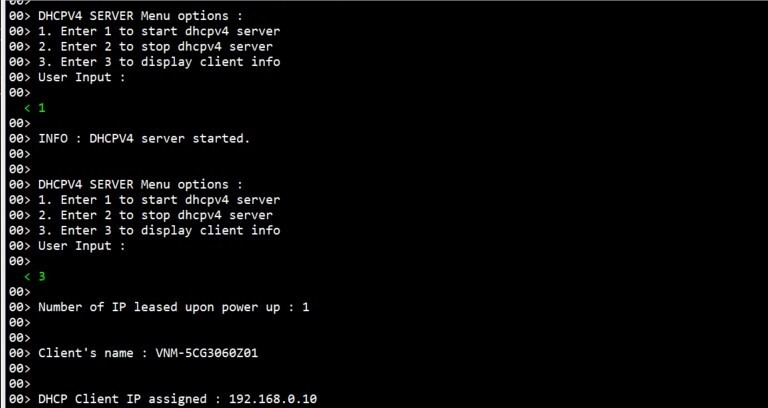 00>
00> DHCPV4 SERVER Menu options :
00> 1. Enter 1 to start dhcpv4 server
00> 2. Enter 2 to stop dhcpv4 server
00> 3. Enter 3 to display client info
00> User Input :
00>
< 1
00>
00> INFO : DHCPV4 server started.
00>
00>
00> DHCPV4 SERVER Menu options :
00> 1. Enter 1 to start dhcpv4 server
00> 2. Enter 2 to stop dhcpv4 server
00> 3. Enter 3 to display client info
00> User Input :
00>
< 3
00>
00> Number of IP leased upon power up : 1
00>
00>
00> Client's name : VNM-5CG3060Z01
00>
00>
00> DHCP Client IP assigned : 192.168.0.10